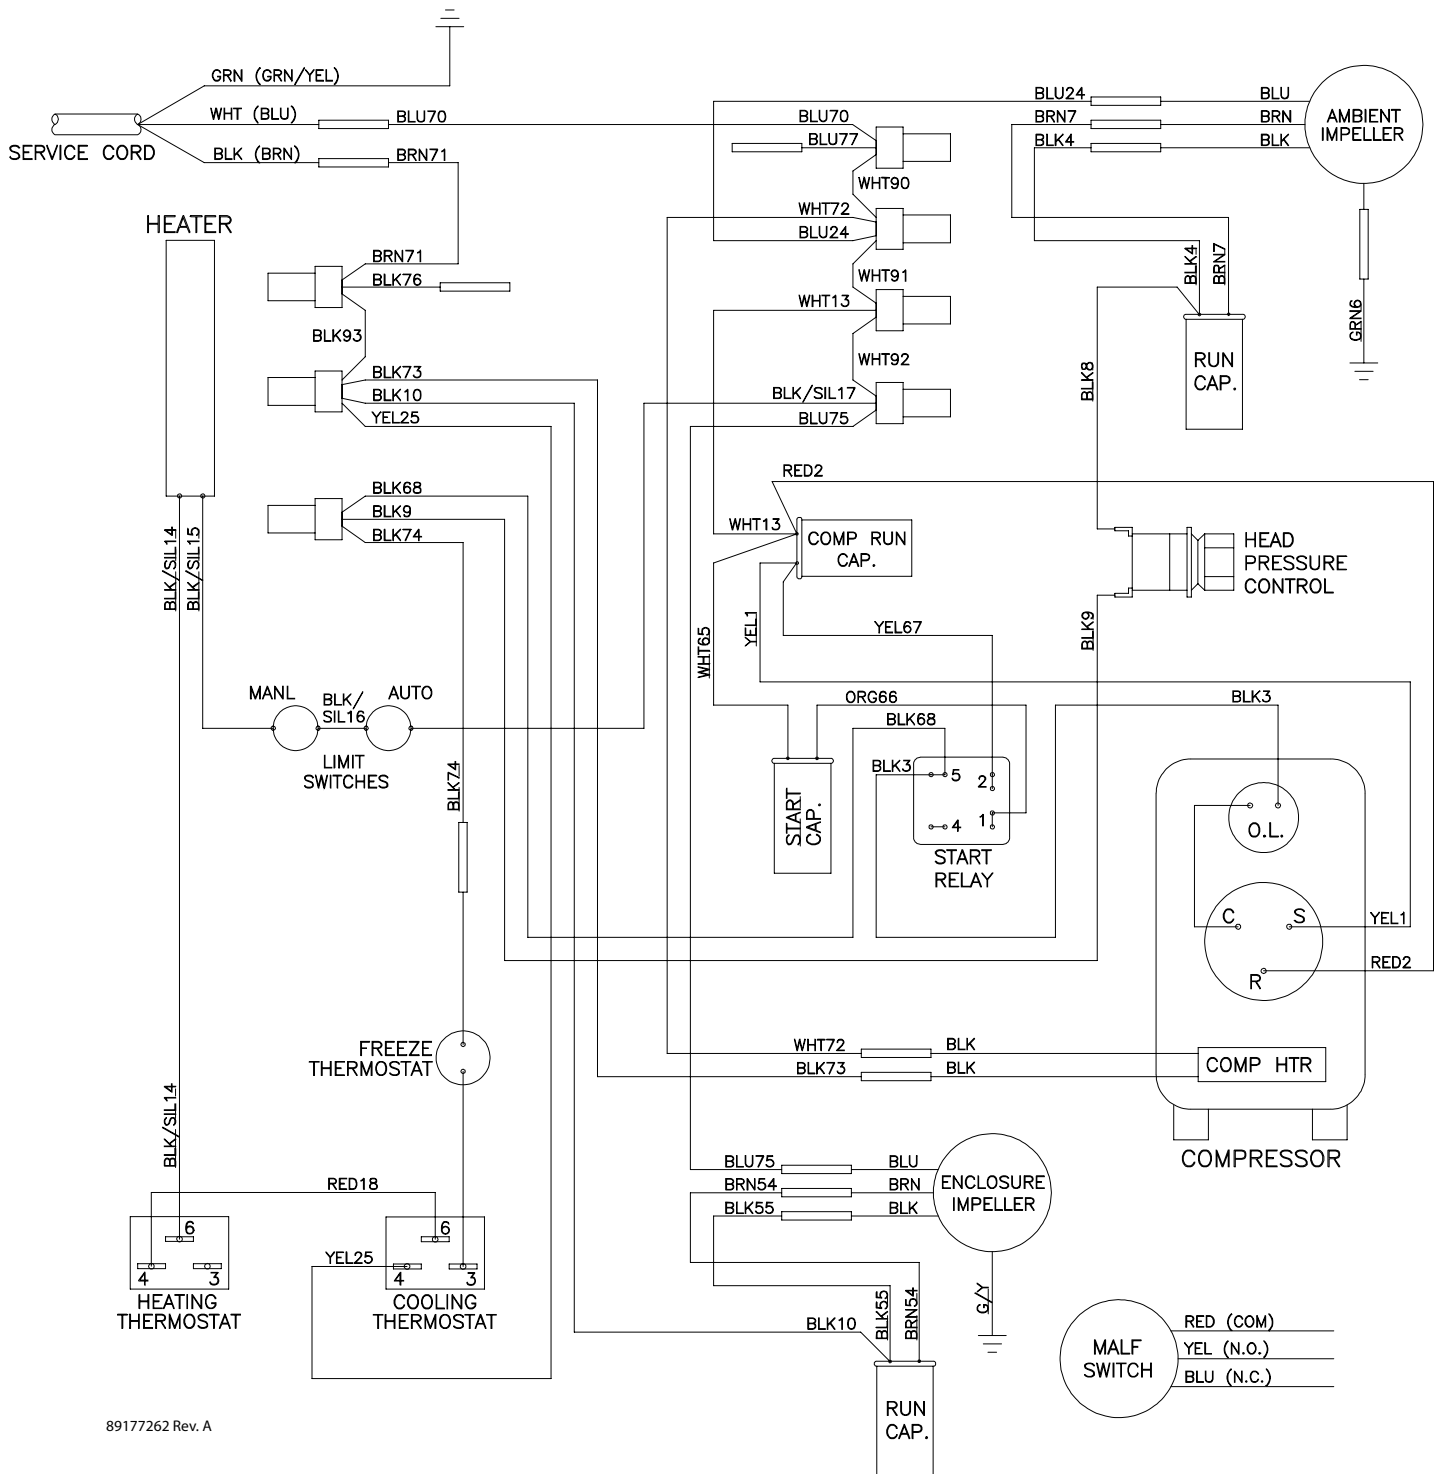 GRN (GRN/YEL)
WHT (BLU)
BLU70
SERVICE CORD
BLK (BRN)
BRN71
BLU70
BLU77
WHT90
WHT72
BLU24
WHT91
WHT13
WHT92
BLK/SIL17
BLU75
BLU24
BLU
BRN7
BRN
BLK4
BLK
AMBIENT
IMPELLER
BLK4
BRN7
GRN6
RUN
CAP.
BLK8
HEATER
BRN71
BLK76
BLK93
BLK73
BLK10
YEL25
BLK68
BLK9
BLK74
BLK/SIL14
BLK/SIL15
RED2
WHT13
COMP RUN
CAP.
HEAD
PRESSURE
CONTROL
BLK9
WHT65
YEL1
YEL67
MANL
BLK/
SIL16
AUTO
LIMIT
SWITCHES
ORG66
BLK68
BLK3
BLK3
BLK74
START
CAP.
5
2
4
1
START
RELAY
O.L.
C
S
R
YEL1
RED2
FREEZE
THERMOSTAT
WHT72
BLK
BLK73
BLK
COMP HTR
COMPRESSOR
BLK/SIL14
RED18
BLU75
BLU
BRN54
BRN
BLK55
BLK
ENCLOSURE
IMPELLER
6
4
3
HEATING
THERMOSTAT
YEL25
6
4
3
COOLING
THERMOSTAT
G/Y
BLK10
BLK55
BRN54
RUN
CAP.
MALF
SWITCH
RED (COM)
YEL (N.O.)
BLU (N.C.)
89177262 Rev. A